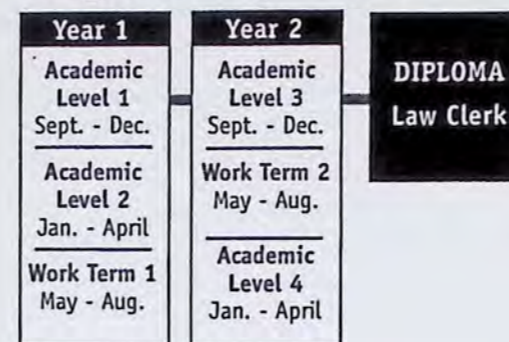 Year 1
Academic
Level 1
Sept. - Dec.
Academic
Level 2
Jan. - April
Work Term 1
May - Aug.
Year 2
Academic
Level 3
Sept. - Dec.
Work Term 2
May - Aug.
Academic
Level 4
Jan. - April
DIPLOMA
Law Clerk